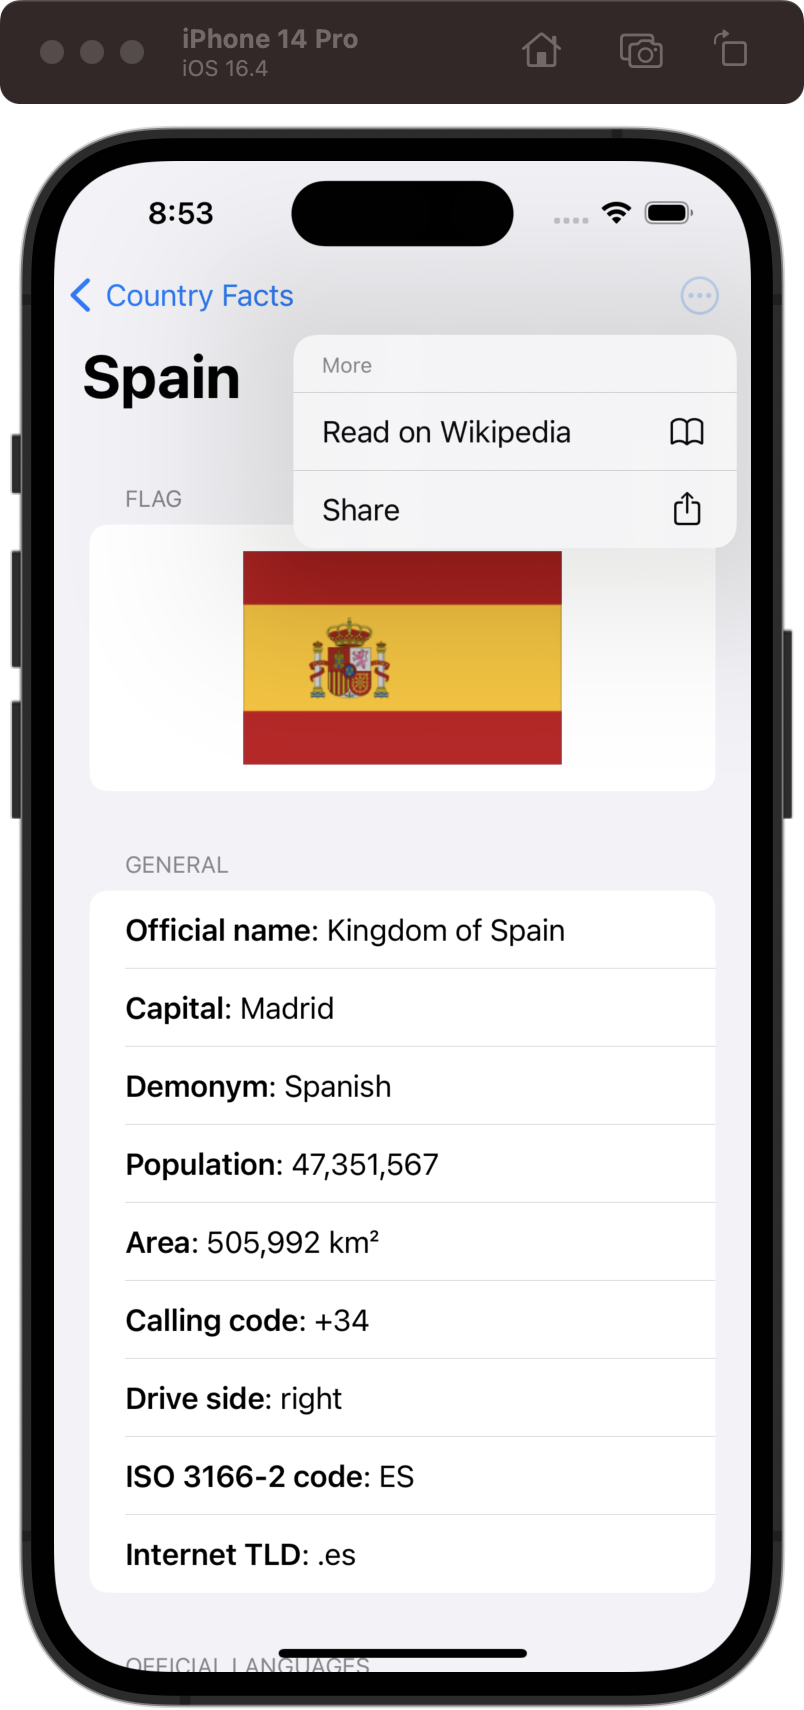 iPhone 14 Pro
iOS 16.4
8:53
Country Facts
Spain
More
Read on Wikipedia
Share
FLAG
GENERAL
Official name: Kingdom of Spain
Capital: Madrid
Demonym: Spanish
Population: 47,351,567
Area: 505,992 km²
Calling code: +34
Drive side: right
ISO 3166-2 code: ES
Internet TLD: .es
OFFICIAL LANGUAGES